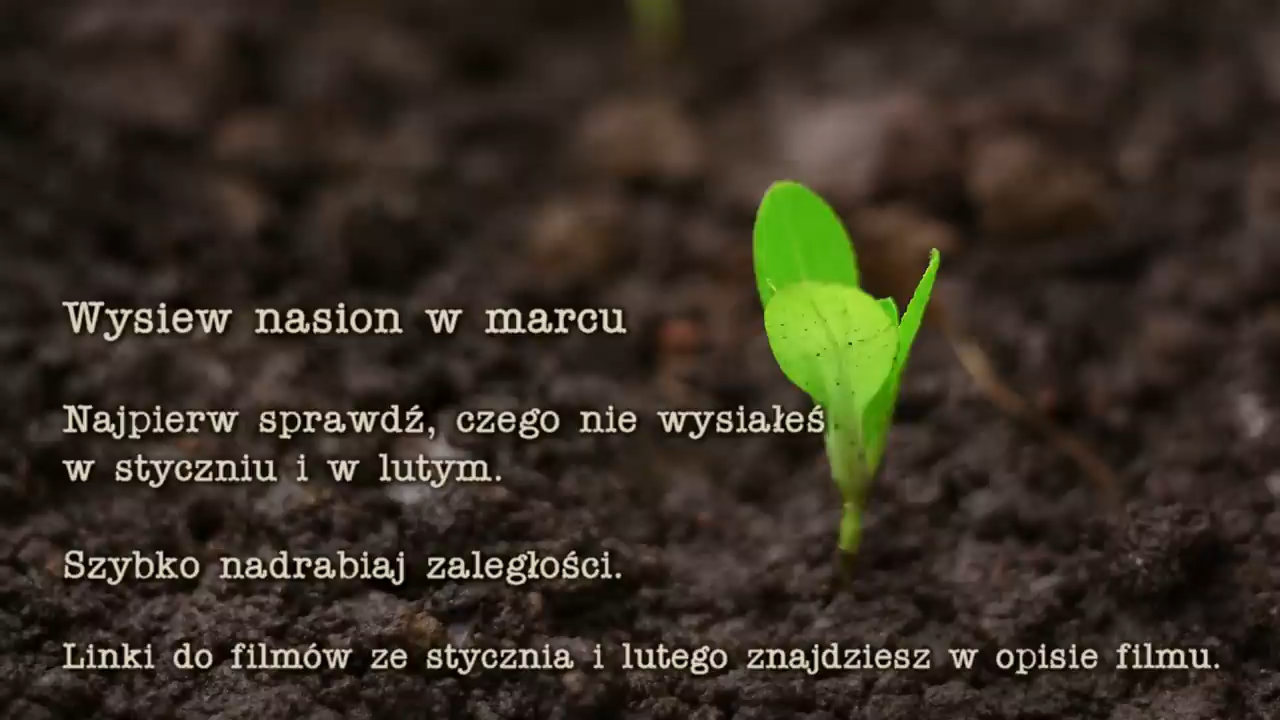 Wysiew nasion w marcu
Najpierw sprawdź, czego nie wysiałeś
w styczniu i w lutym.
Szybko nadrabiaj zaległości.
Linki do filmów ze stycznia i lutego znajdziesz w opisie filmu.